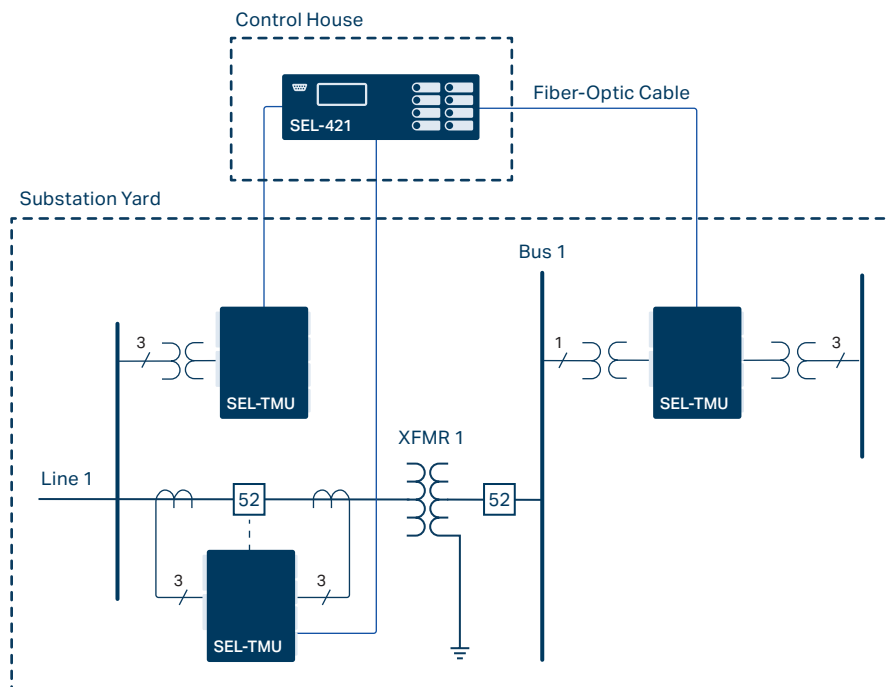 Control House
SEL-421
Fiber-Optic Cable
Substation Yard
Bus 1
3
SEL-TMU
1
SEL-TMU
3
XFMR 1
Line 1
52
52
3
3
SEL-TMU